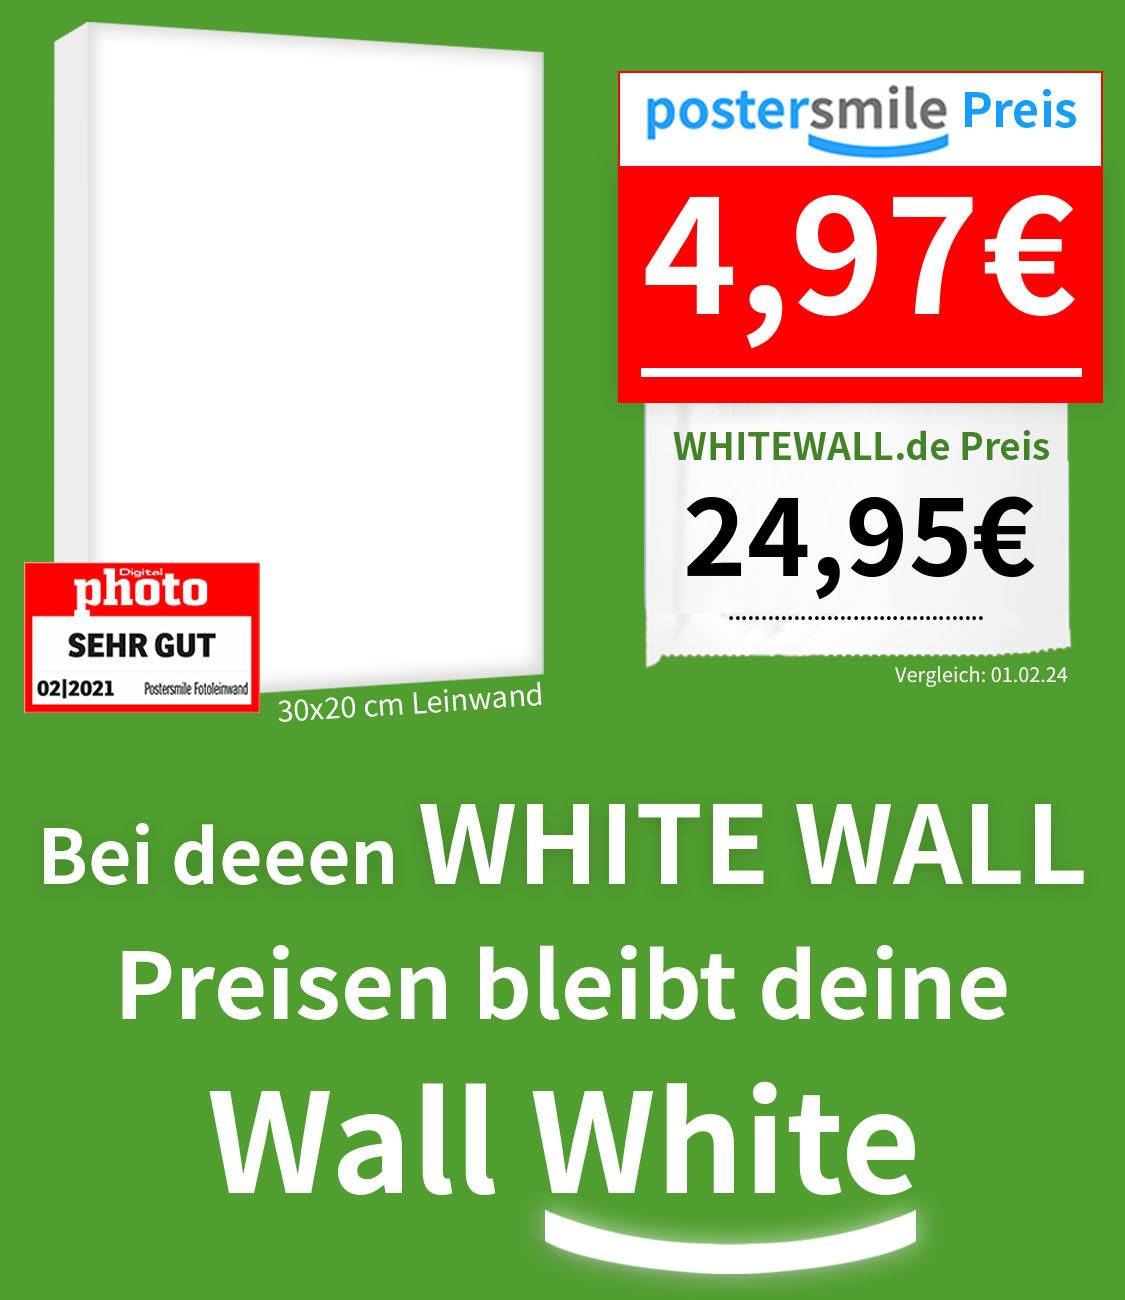 postersmile Preis
4,97€
WHITEWALL.de Preis
24,95€
Vergleich: 01.02.24
Digital
photo
SEHR GUT
02|2021 Postersmile Fotoleinwand
30x20 cm Leinwand
Bei deeen WHITE WALL
Preisen bleibt deine
Wall White